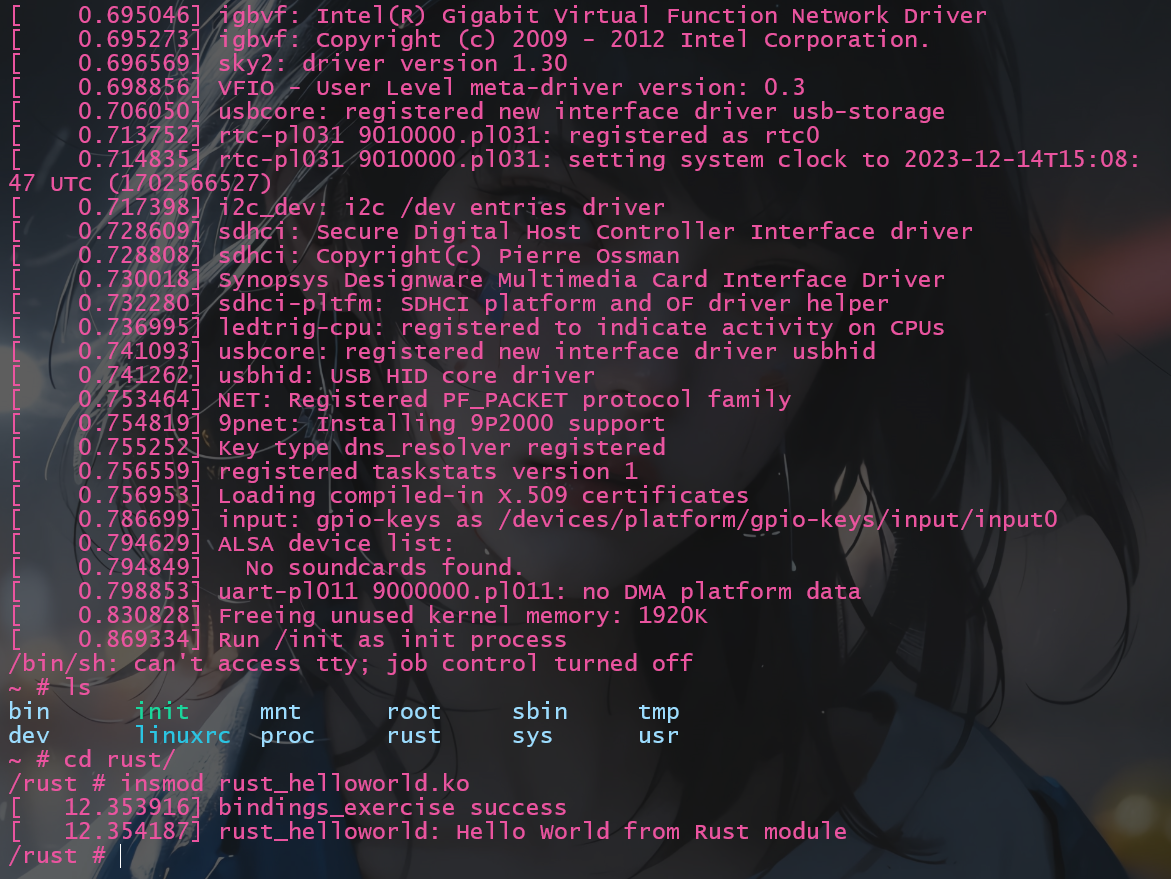 [    0.695046] igbvf: Intel(R) Gigabit Virtual Function Network Driver
[    0.695273] igbvf: Copyright (c) 2009 - 2012 Intel Corporation.
[    0.696569] sky2: driver version 1.30
[    0.698856] VFIO - User Level meta-driver version: 0.3
[    0.706050] usbcore: registered new interface driver usb-storage
[    0.713752] rtc-pl031 9010000.pl031: registered as rtc0
[    0.714835] rtc-pl031 9010000.pl031: setting system clock to 2023-12-14T15:08:
47 UTC (1702566527)
[    0.717398] i2c_dev: i2c /dev entries driver
[    0.728609] sdhci: Secure Digital Host Controller Interface driver
[    0.728808] sdhci: Copyright(c) Pierre Ossman
[    0.730018] Synopsys Designware Multimedia Card Interface Driver
[    0.732280] sdhci-pltfm: SDHCI platform and OF driver helper
[    0.736995] ledtrig-cpu: registered to indicate activity on CPUs
[    0.741093] usbcore: registered new interface driver usbhid
[    0.741262] usbhid: USB HID core driver
[    0.753464] NET: Registered PF_PACKET protocol family
[    0.754819] 9pnet: Installing 9P2000 support
[    0.755252] Key type dns_resolver registered
[    0.756559] registered taskstats version 1
[    0.756953] Loading compiled-in X.509 certificates
[    0.786699] input: gpio-keys as /devices/platform/gpio-keys/input/input0
[    0.794629] ALSA device list:
[    0.794849]   No soundcards found.
[    0.798853] uart-pl011 9000000.pl011: no DMA platform data
[    0.830828] Freeing unused kernel memory: 1920K
[    0.869334] Run /init as init process
/bin/sh: can't access tty; job control turned off
~ # ls
bin      init     mnt      root     sbin     tmp
dev      linuxrc  proc     rust     sys      usr
~ # cd rust/
/rust # insmod rust_helloworld.ko
[   12.353916] bindings_exercise success
[   12.354187] rust_helloworld: Hello World from Rust module
/rust #